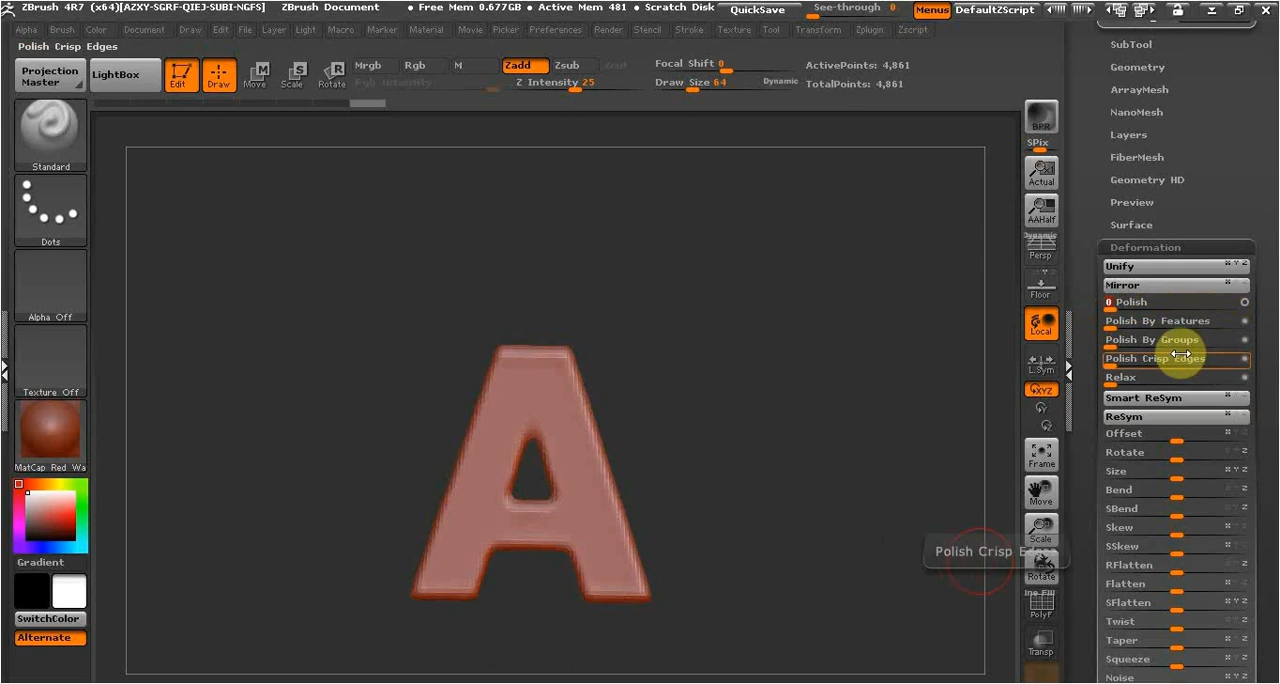 ZBrush 4R7 (x64)[AZXY-SGRF-QIEJ-SUBI-NGFS] ZBrush Document • Free Mem 0.677GB • Active Mem 481 • Scratch Disk QuickSave See-through 0 Menus DefaultZScript
Alpha Brush Color Document Draw Edit File Layer Light Macro Marker Material Movie Picker Preferences Render Stencil Stroke Texture Tool Transform Zplugin Zscript
Polish Crisp Edges
Projection
Master
LightBox
Edit
Draw
Move
Scale
Rotate
Mrgb Rgb M Zadd Zsub Zcut
Rgb Intensity Z Intensity 25
Focal Shift 0
Draw Size 64 Dynamic
ActivePoints: 4,861
TotalPoints: 4,861
Standard
Dots
Alpha Off
Texture Off
MatCap Red Wa
Gradient
SwitchColor
Alternate
A
BPR
SPix
Actual
AAHalf
Dynamic
Persp
Floor
Local
L.Sym
XYZ
Frame
Move
Scale
Rotate
PolyF
Transp
Polish Crisp Edges
SubTool
Geometry
ArrayMesh
NanoMesh
Layers
FiberMesh
Geometry HD
Preview
Surface
Deformation
Unify
Mirror
0 Polish
Polish By Features
Polish By Groups
Polish Crisp Edges
Relax
Smart ReSym
ReSym
Offset
Rotate
Size
Bend
SBend
Skew
SSkew
RFlatten
Flatten
SFlatten
Twist
Taper
Squeeze
Noise